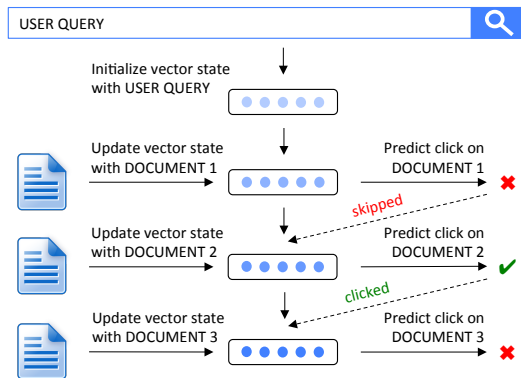 USER QUERY
Initialize vector state
with USER QUERY
Update vector state
with DOCUMENT 1
Predict click on
DOCUMENT 1
skipped
Update vector state
with DOCUMENT 2
Predict click on
DOCUMENT 2
clicked
Update vector state
with DOCUMENT 3
Predict click on
DOCUMENT 3